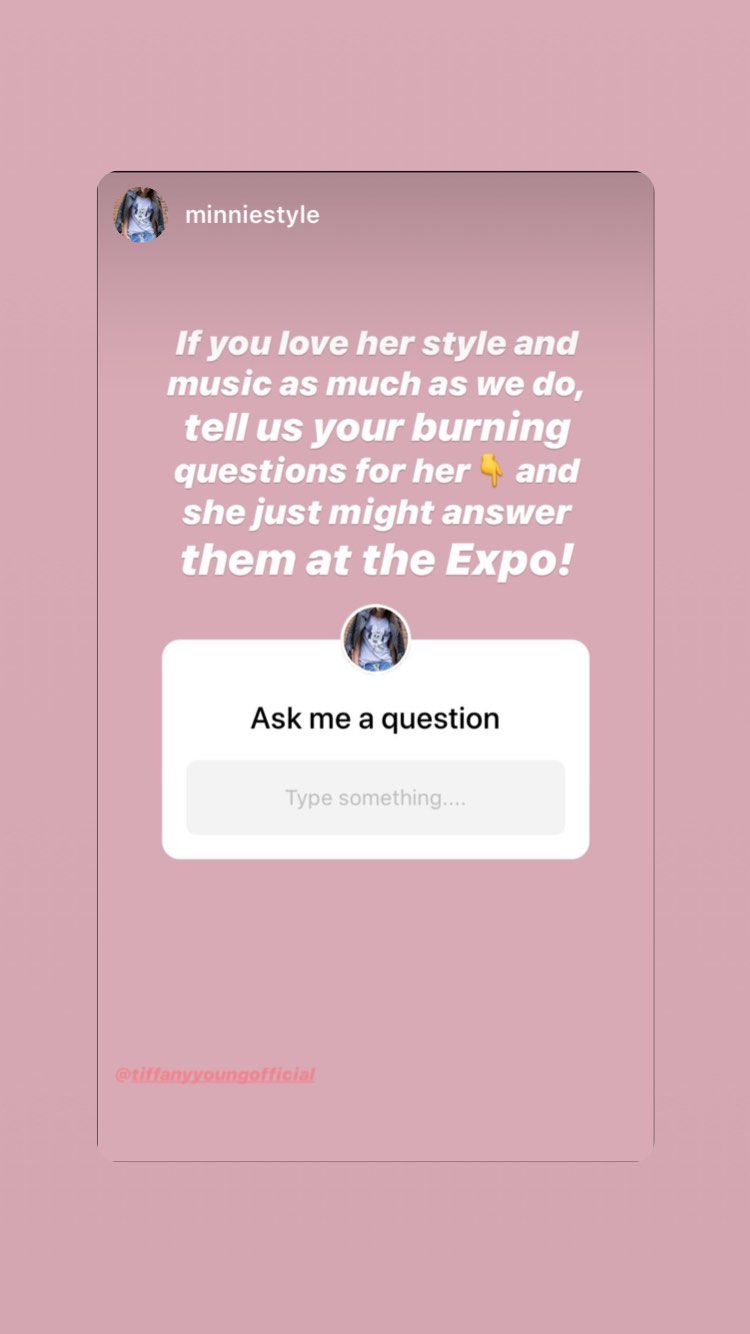 minniestyle
If you love her style and
music as much as we do,
tell us your burning
questions for her 👇 and
she just might answer
them at the Expo!
Ask me a question
Type something....
@tiffanyyoungofficial